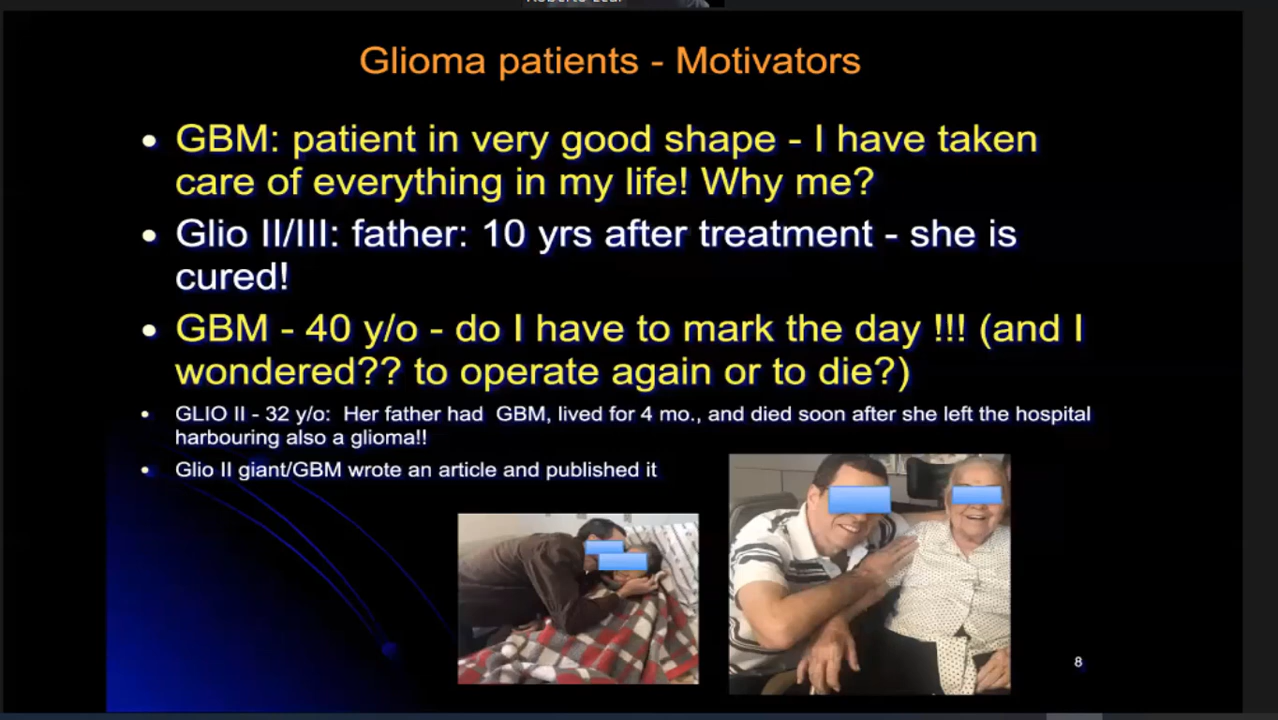 Glioma patients - Motivators
• GBM: patient in very good shape - I have taken
care of everything in my life! Why me?
• Glio II/III: father: 10 yrs after treatment - she is
cured!
• GBM - 40 y/o - do I have to mark the day !!! (and I
wondered?? to operate again or to die?)
• GLIO II - 32 y/o: Her father had GBM, lived for 4 mo., and died soon after she left the hospital
harbouring also a glioma!!
• Glio II giant/GBM wrote an article and published it
8